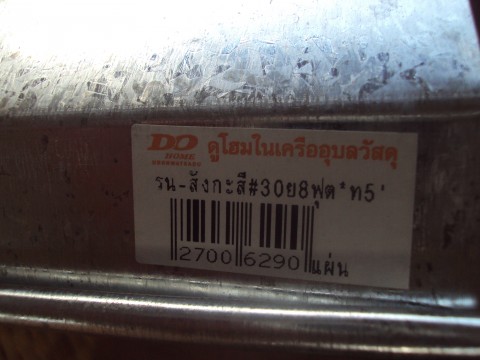 DO ดูโฮมในเครืออุบลวัสดุ
HOME
รน-สังกะสี#30ย8ฟุต*ท5'
2700 6290 แผ่น